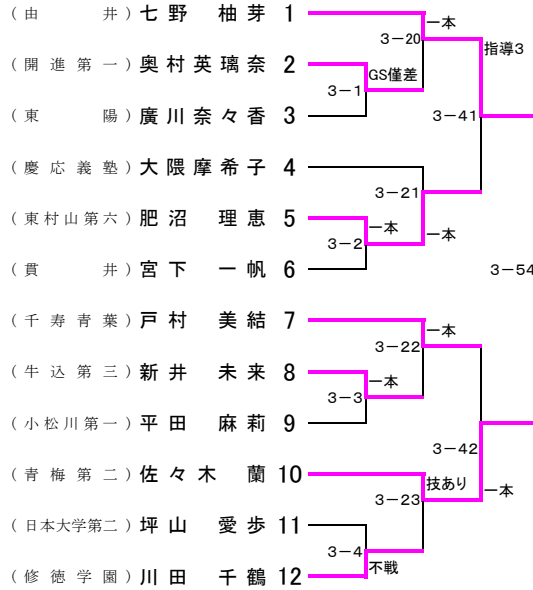 (由井) 七野 柚芽 1
一本
3-20
指導3
(開進第一) 奥村英璃奈 2
GS僅差
3-1
(東陽) 廣川奈々香 3
3-41
(慶応義塾) 大隈摩希子 4
3-21
(東村山第六) 肥沼 理恵 5
一本
一本
3-2
(貫井) 宮下 一帆 6
3-54
(千寿青葉) 戸村 美結 7
一本
3-22
(牛込第三) 新井 未来 8
一本
3-3
(小松川第一) 平田 麻莉 9
3-42
(青梅第二) 佐々木 蘭 10
技あり
一本
3-23
(日本大学第二) 坪山 愛歩 11
3-4
不戦
(修徳学園) 川田 千鶴 12